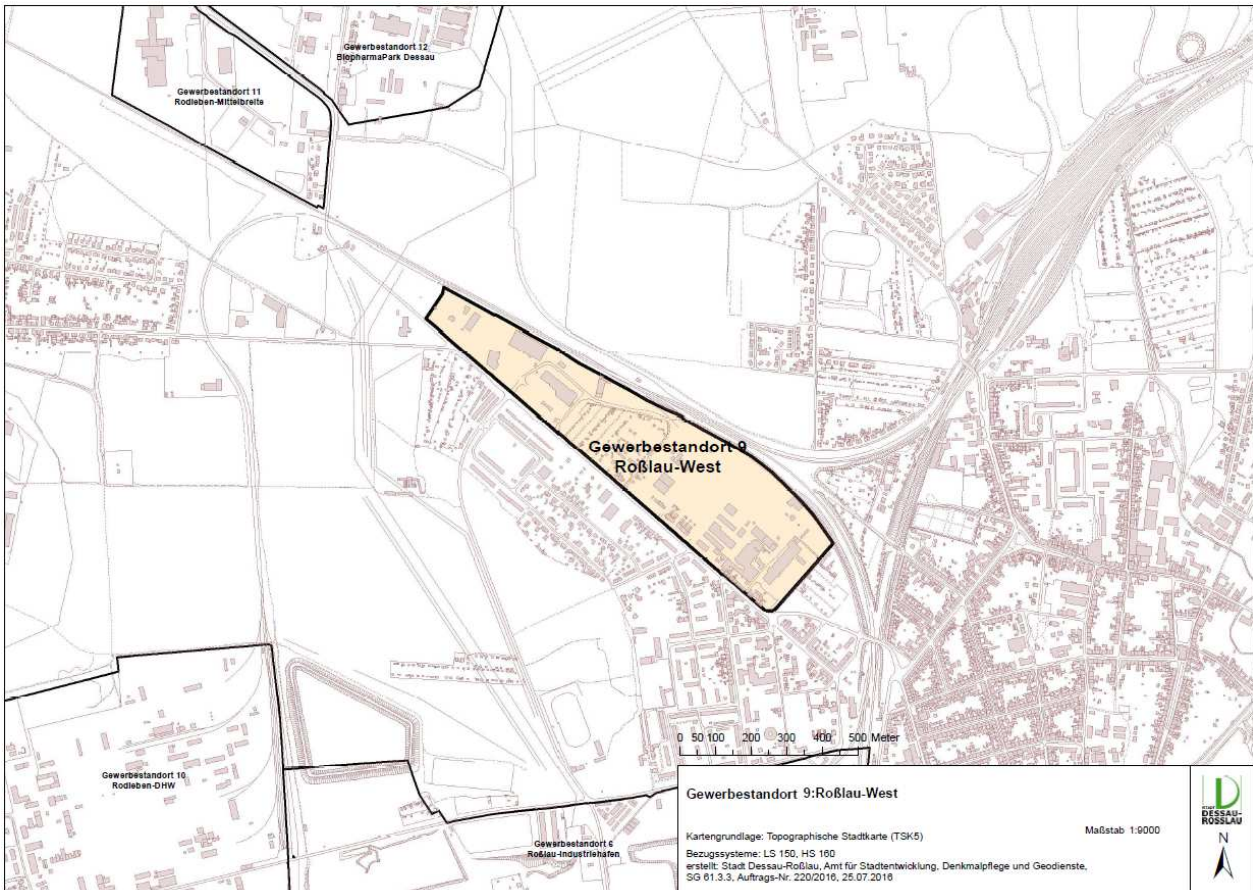 Gewerbestandort 12
BiopharmaPark Dessau
Gewerbestandort 11
Rodleben-Mittelbreite
Gewerbestandort 9
Roßlau-West
Gewerbestandort 10
Rodleben-DHW
Gewerbestandort 6
Roßlau-Industriehafen
0 50 100 200 300 400 500 Meter
Gewerbestandort 9:Roßlau-West
Kartengrundlage: Topographische Stadtkarte (TSK5)
Maßstab 1:9000
Bezugssysteme: LS 150, HS 160
erstellt: Stadt Dessau-Roßlau, Amt für Stadtentwicklung, Denkmalpflege und Geodienste,
SG 61.3.3, Auftrags-Nr. 220/2016, 25.07.2016
STADT
DESSAU-
ROSSLAU
N